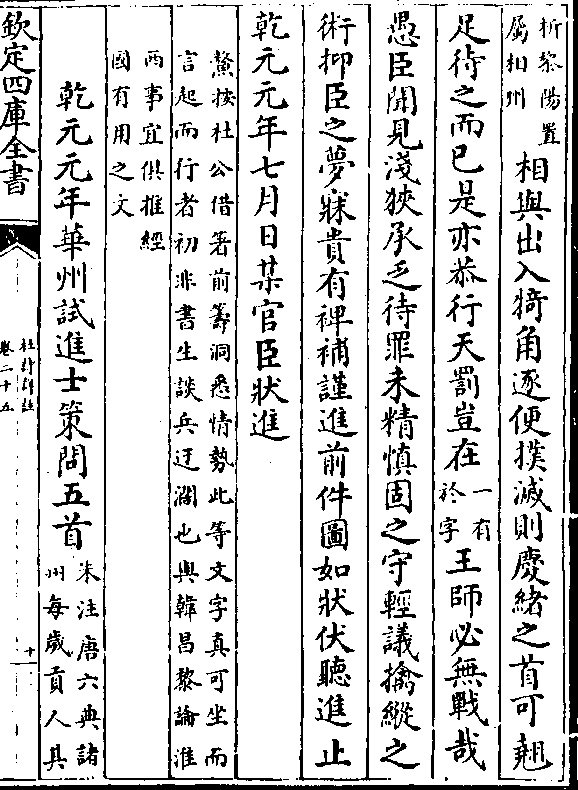 析黎陽置
屬相州
相與出入犄角逐便撲滅則慶緒之首可翹
足待之而已是亦恭行天罰豈在
一有
於字
王師必無戰哉
愚臣聞見淺狹承乏待罪未精慎固之守輕議擒縱之
術抑臣之夢寐貴有裨補謹進前件圖如狀伏聽進止
乾元元年七月日某官臣狀進
鰲按杜公借箸前籌洞悉情勢此等文字真可坐而
言起而行者初非書生談兵迂濶也與韓昌黎論淮
西事宜俱推經
國有用之文
乾元元年華州試進士策問五首
朱注唐六典諸
州每歲貢人具
欽定四庫全書
杜詩詳註
卷二十五
十